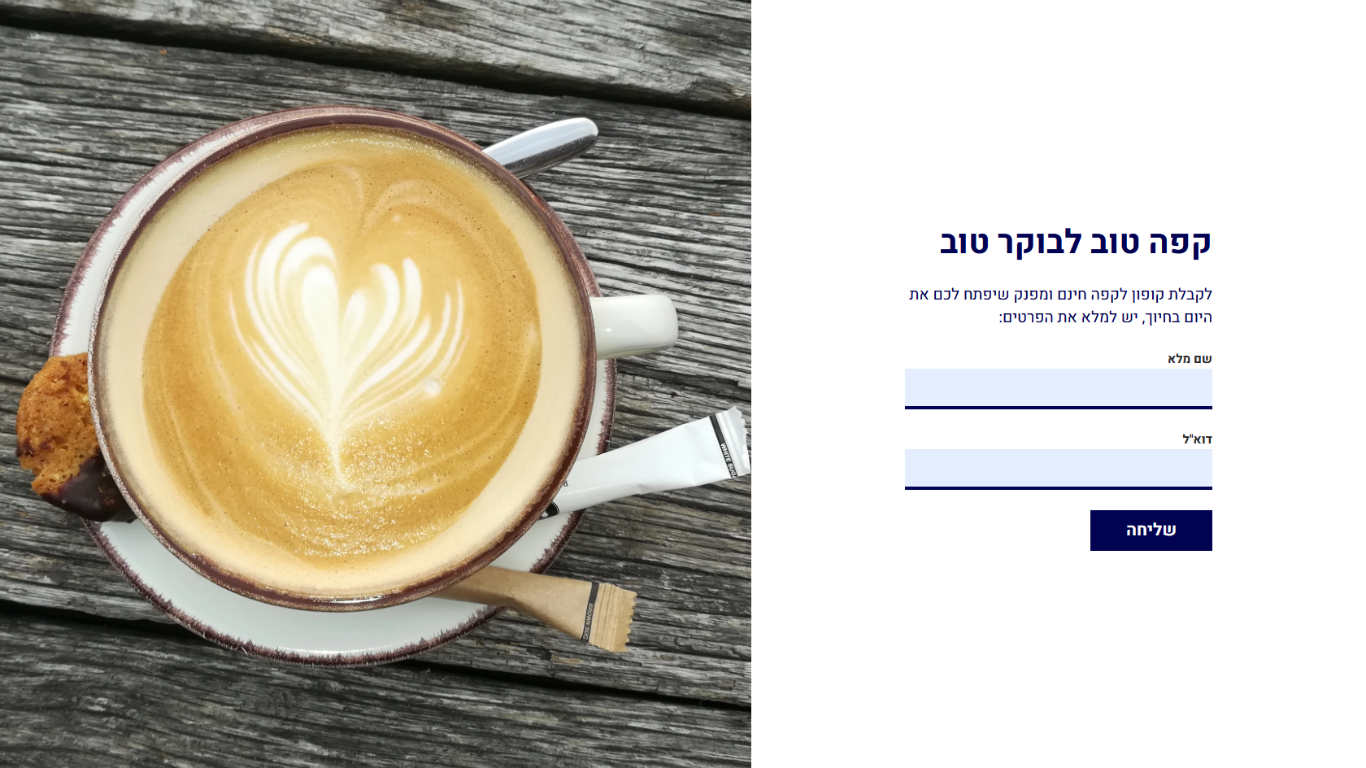 קפה טוב לבוקר טוב
לקבלת קופון לקפה חינם ומפנק שיפתח לכם את
היום בחיוך, יש למלא את הפרטים:
שם מלא
דוא"ל
שליחה